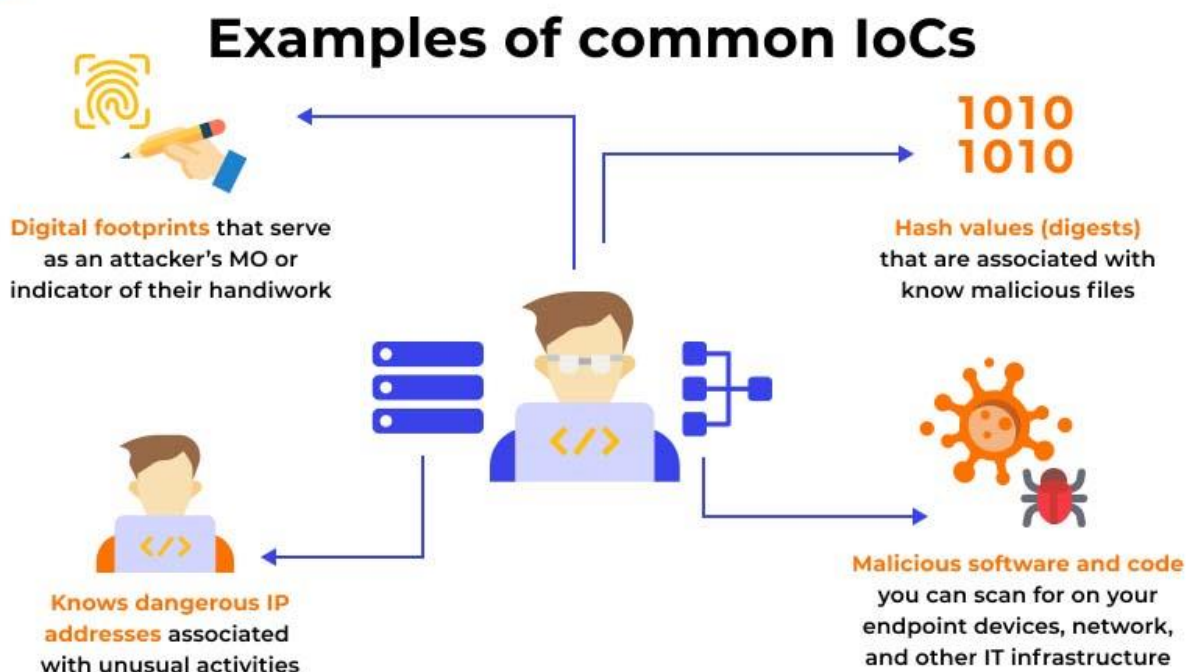 Examples of common IoCs
1010
1010
Digital footprints that serve
as an attacker's MO or
indicator of their handiwork
Hash values (digests)
that are associated with
know malicious files
</>
</>
Knows dangerous IP
addresses associated
with unusual activities
Malicious software and code
you can scan for on your
endpoint devices, network,
and other IT infrastructure